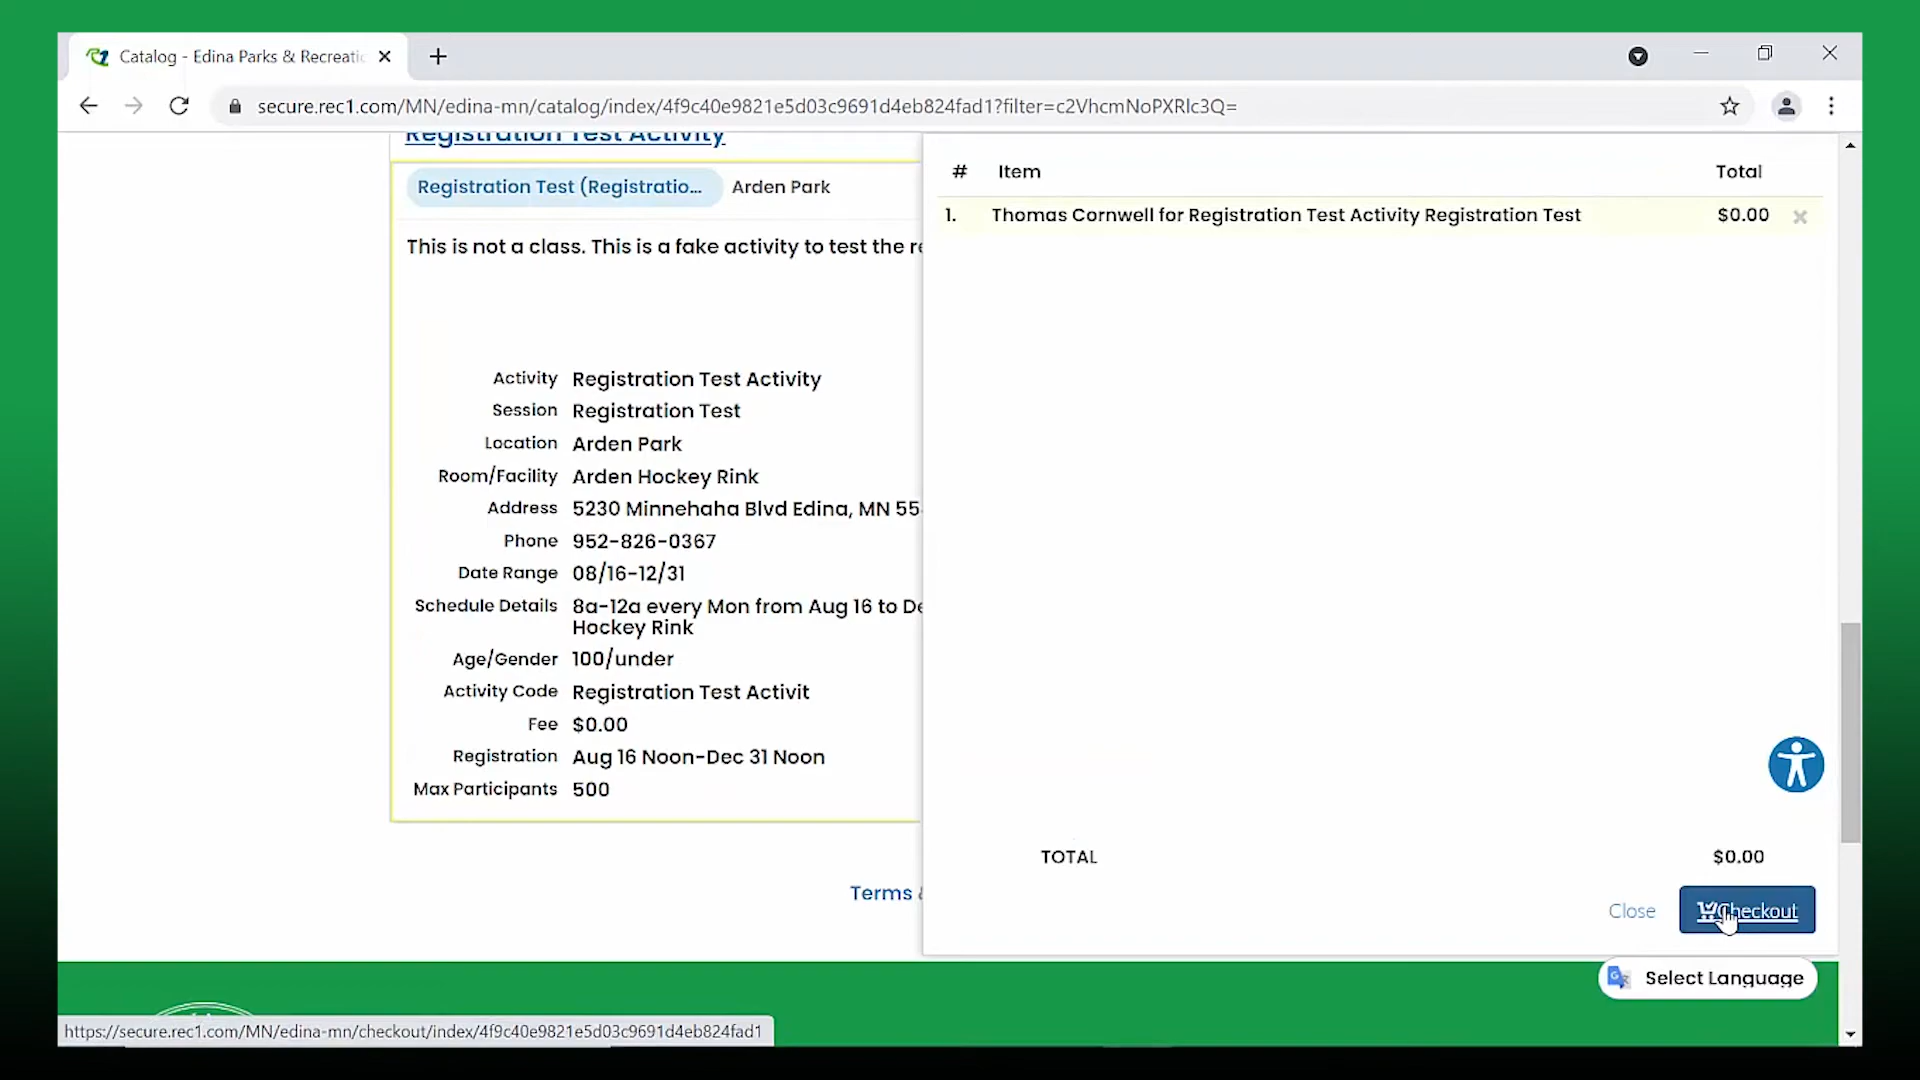 Catalog - Edina Parks & Recreatio
secure.rec1.com/MN/edina-mn/catalog/index/4f9c40e9821e5d03c9691d4eb824fad1?filter=c2VhcmNoPXRlc3Q=
Registration Test Activity
Registration Test (Registratio... Arden Park
This is not a class. This is a fake activity to test the re
Activity Registration Test Activity
Session Registration Test
Location Arden Park
Room/Facility Arden Hockey Rink
Address 5230 Minnehaha Blvd Edina, MN 55
Phone 952-826-0367
Date Range 08/16-12/31
Schedule Details 8a-12a every Mon from Aug 16 to De
Hockey Rink
Age/Gender 100/under
Activity Code Registration Test Activit
Fee $0.00
Registration Aug 16 Noon-Dec 31 Noon
Max Participants 500
Terms &
# Item Total
1. Thomas Cornwell for Registration Test Activity Registration Test $0.00
TOTAL $0.00
Close Checkout
Select Language
https://secure.rec1.com/MN/edina-mn/checkout/index/4f9c40e9821e5d03c9691d4eb824fad1